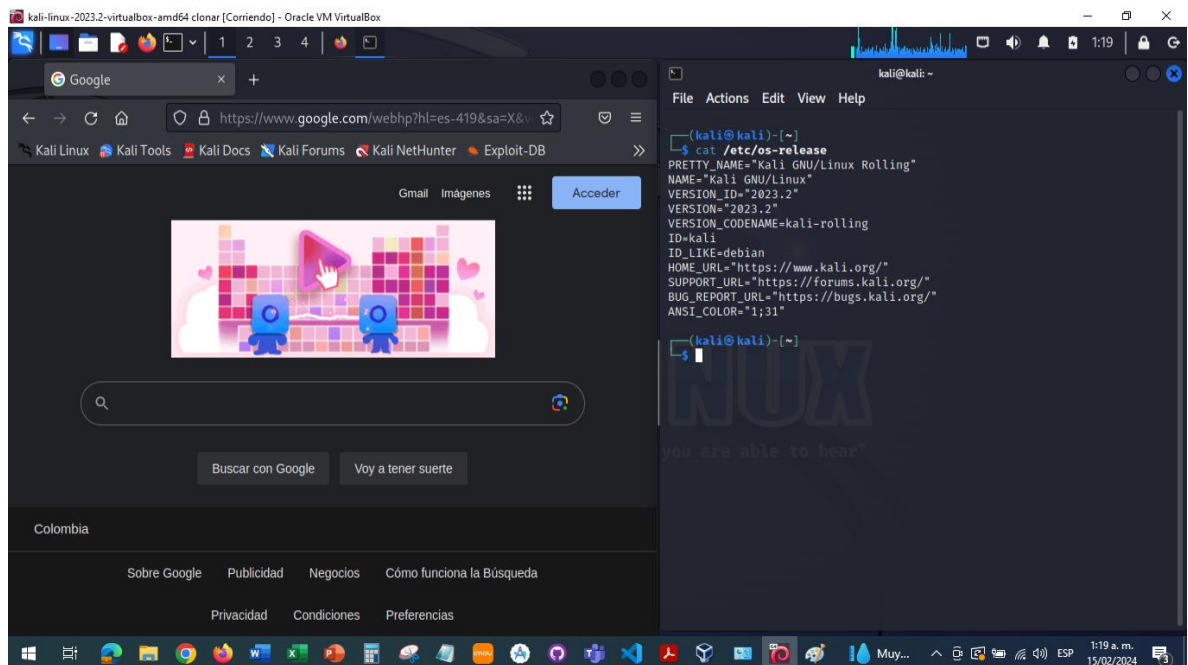 kali-linux-2023.2-virtualbox-amd64 clonar [Corriendo] - Oracle VM VirtualBox
1 2 3 4
1:19
Google
https://www.google.com/webhp?hl=es-419&sa=X&v
Kali Linux Kali Tools Kali Docs Kali Forums Kali NetHunter Exploit-DB
Gmail Imágenes Acceder
Buscar con Google Voy a tener suerte
Colombia
Sobre Google Publicidad Negocios Cómo funciona la Búsqueda
Privacidad Condiciones Preferencias
kali@kali: ~
File Actions Edit View Help
(kali㉿kali)-[~]
$ cat /etc/os-release
PRETTY_NAME="Kali GNU/Linux Rolling"
NAME="Kali GNU/Linux"
VERSION_ID="2023.2"
VERSION="2023.2"
VERSION_CODENAME=kali-rolling
ID=kali
ID_LIKE=debian
HOME_URL="https://www.kali.org/"
SUPPORT_URL="https://forums.kali.org/"
BUG_REPORT_URL="https://bugs.kali.org/"
ANSI_COLOR="1;31"
(kali㉿kali)-[~]
$
NUX
you are able to hear"
Muy... ESP 1:19 a. m.
15/02/2024